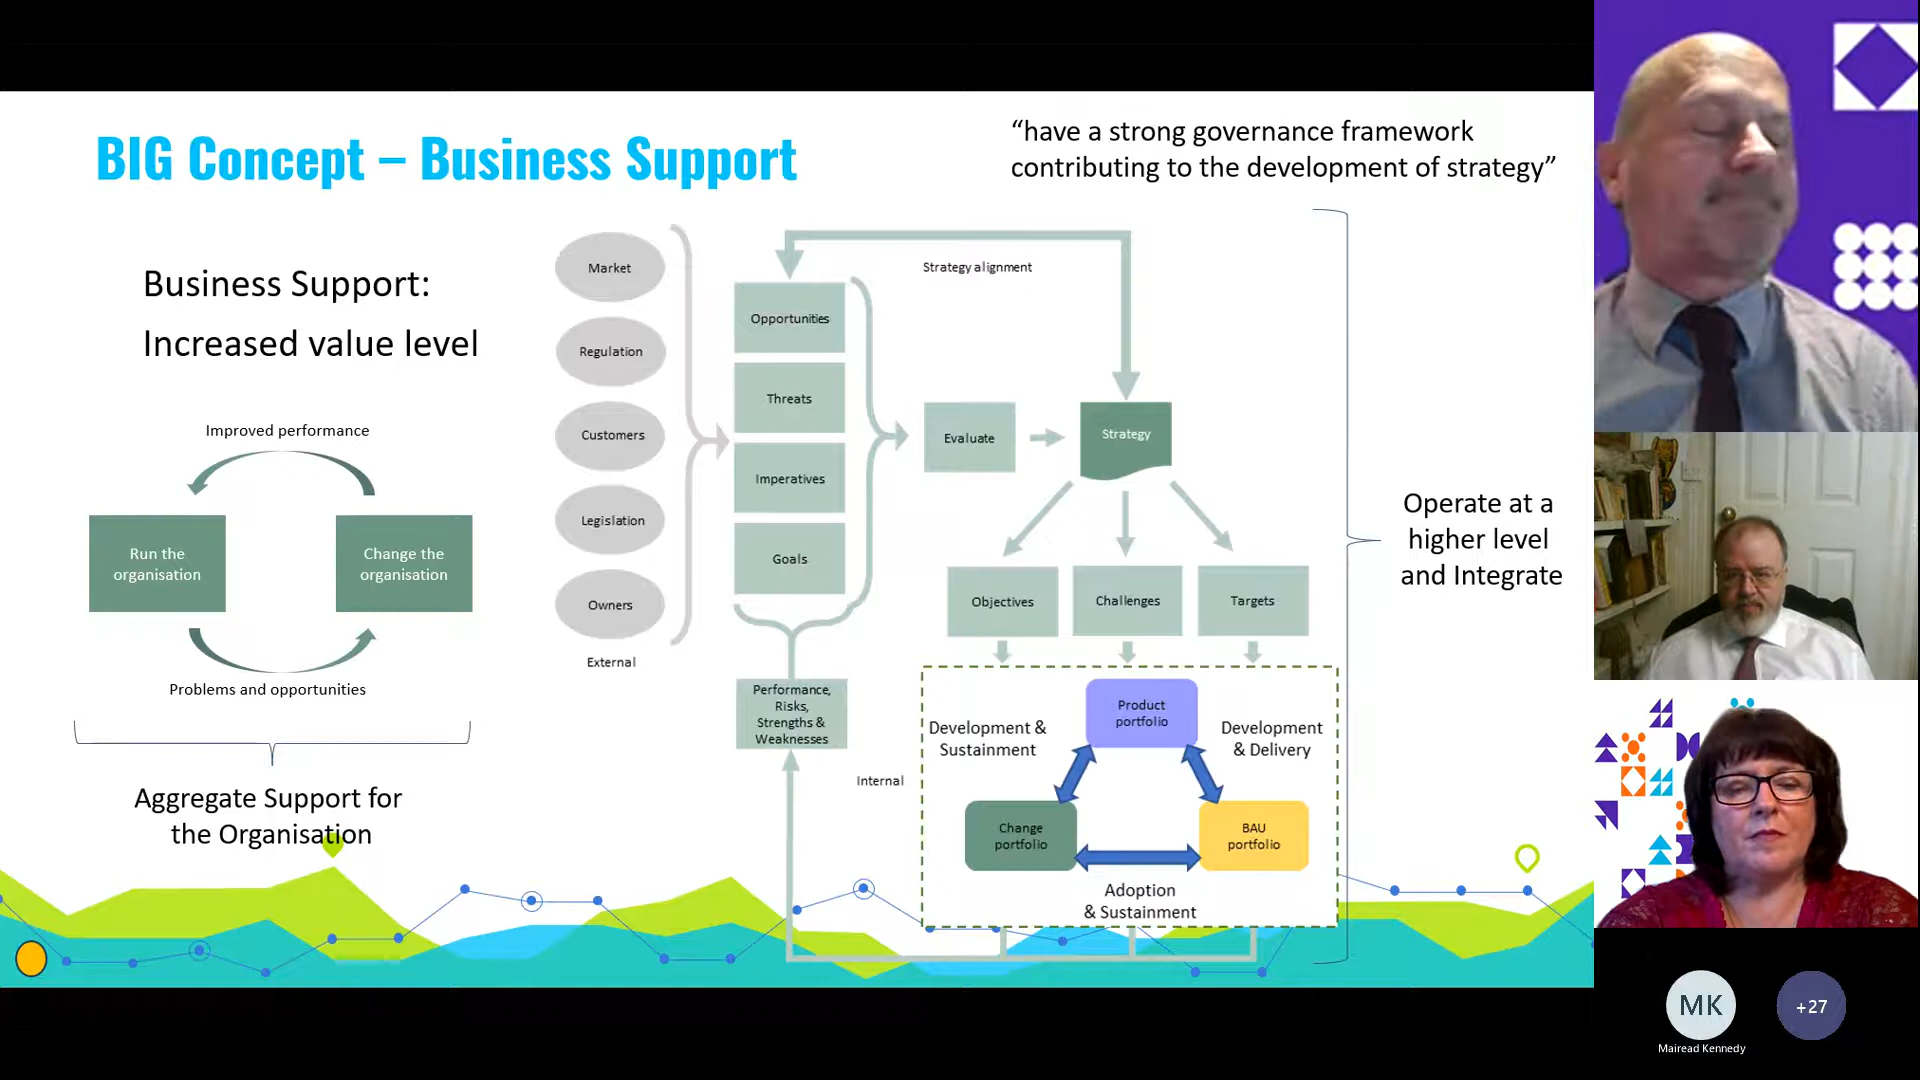 BIG Concept – Business Support
“have a strong governance framework
contributing to the development of strategy”
Business Support:
Increased value level
Improved performance
Run the
organisation
Change the
organisation
Problems and opportunities
Aggregate Support for
the Organisation
Market
Regulation
Customers
Legislation
Owners
External
Opportunities
Threats
Imperatives
Goals
Performance,
Risks,
Strengths &
Weaknesses
Internal
Strategy alignment
Evaluate
Strategy
Objectives
Challenges
Targets
Product
portfolio
Development &
Sustainment
Development
& Delivery
Change
portfolio
BAU
portfolio
Adoption
& Sustainment
Operate at a
higher level
and Integrate
MK
+27
Mairead Kennedy